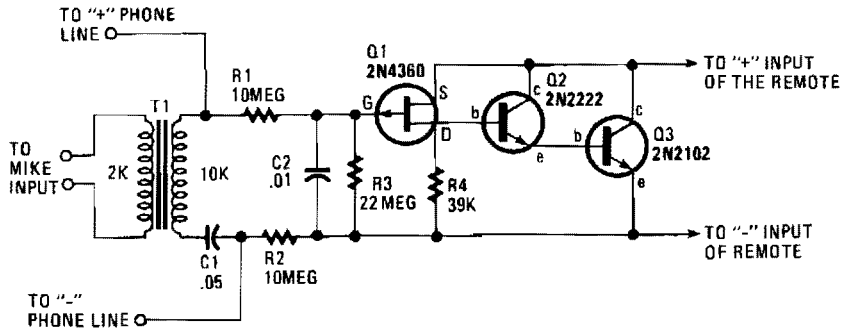 TO "+" PHONE
LINE
T1
TO
MIKE
INPUT
2K
10K
R1
10MEG
C1
.05
R2
10MEG
TO "-"
PHONE LINE
C2
.01
R3
22 MEG
Q1
2N4360
G
S
D
R4
39K
Q2
2N2222
b
c
e
b
c
e
Q3
2N2102
TO "+" INPUT
OF THE REMOTE
TO "-" INPUT
OF REMOTE